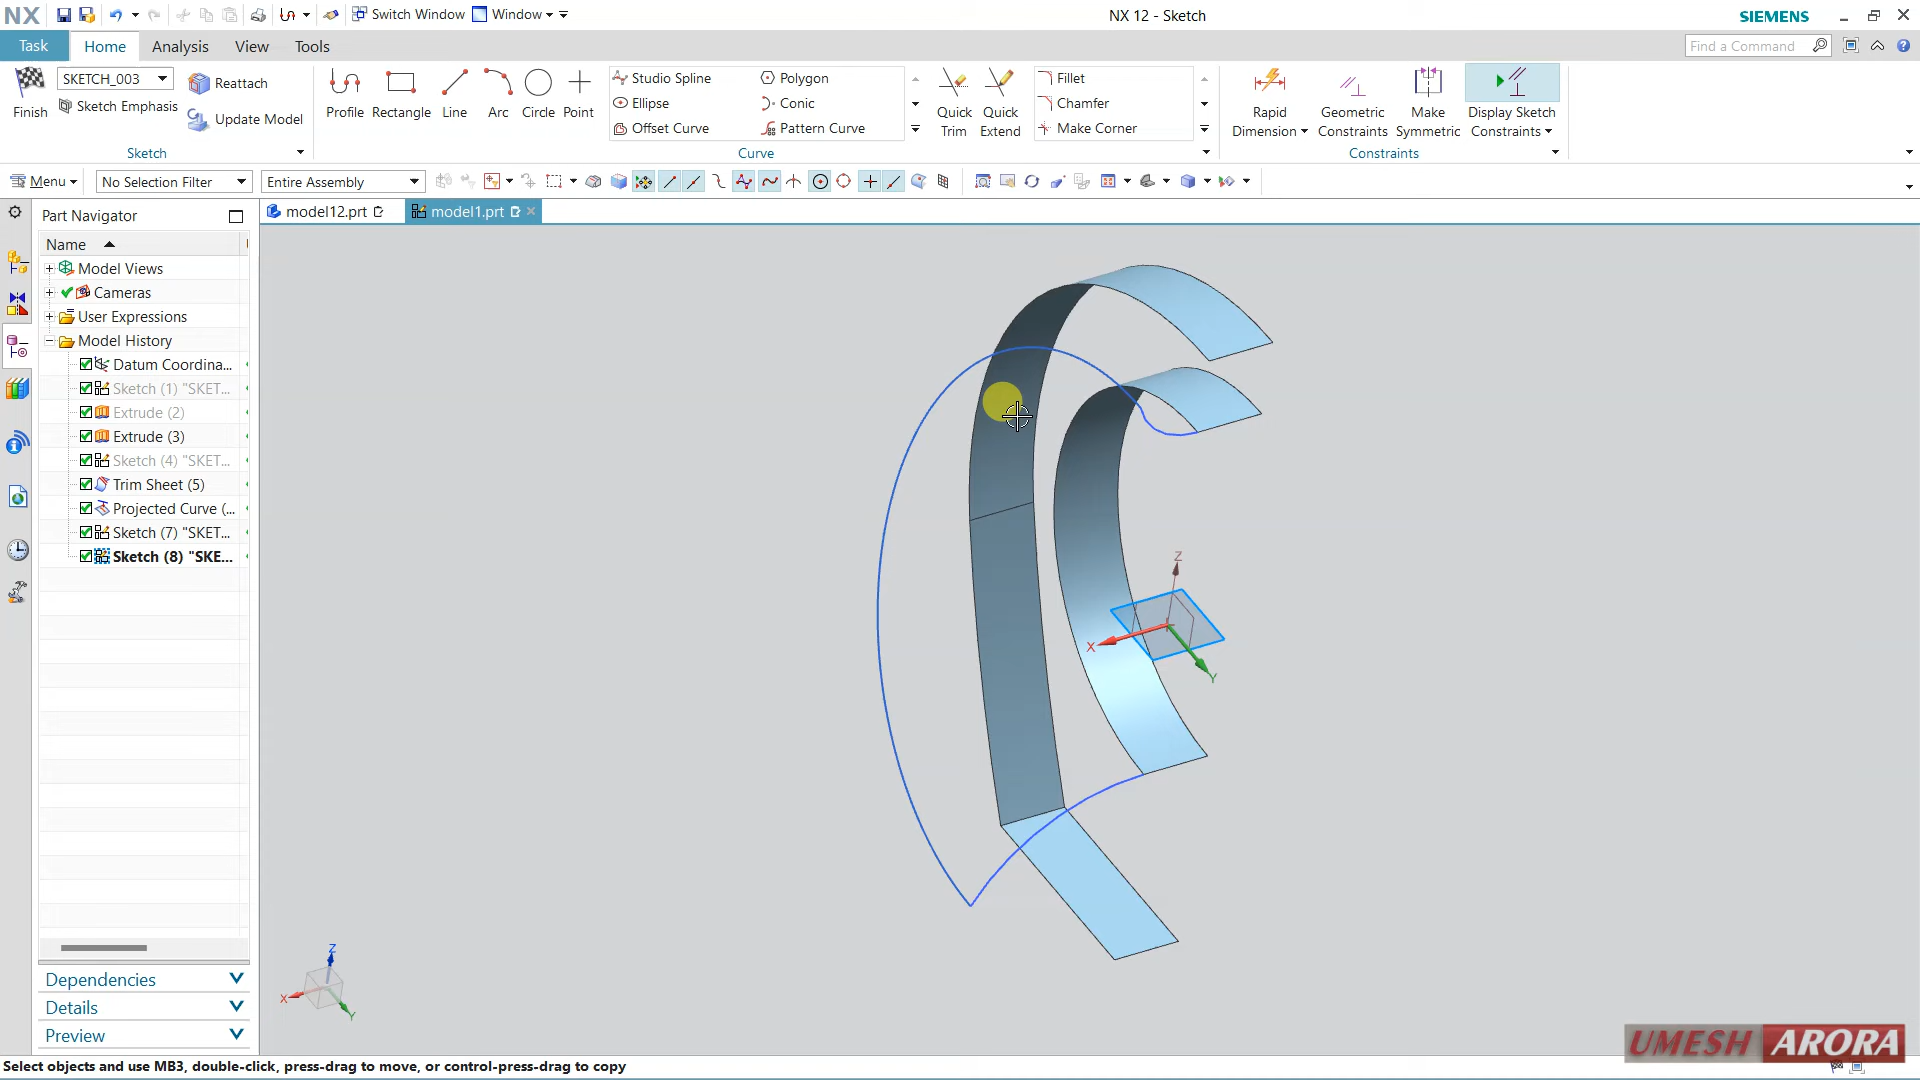 NX Switch Window Window NX 12 - Sketch SIEMENS
Task Home Analysis View Tools Find a Command
SKETCH_003 Reattach
Sketch Emphasis Update Model
Finish
Sketch
Profile Rectangle Line Arc Circle Point
Studio Spline Polygon
Ellipse Conic
Offset Curve Pattern Curve
Quick Trim
Quick Extend
Fillet
Chamfer
Make Corner
Curve
Rapid Dimension
Geometric Constraints
Make Symmetric
Display Sketch Constraints
Constraints
Menu No Selection Filter Entire Assembly
Part Navigator
model12.prt model1.prt
Name
Model Views
Cameras
User Expressions
Model History
Datum Coordina...
Sketch (1) "SKET...
Extrude (2)
Extrude (3)
Sketch (4) "SKET...
Trim Sheet (5)
Projected Curve (...
Sketch (7) "SKET...
Sketch (8) "SKE...
Z
X
Y
Z
X
Y
Dependencies
Details
Preview
UMESH ARORA
Select objects and use MB3, double-click, press-drag to move, or control-press-drag to copy